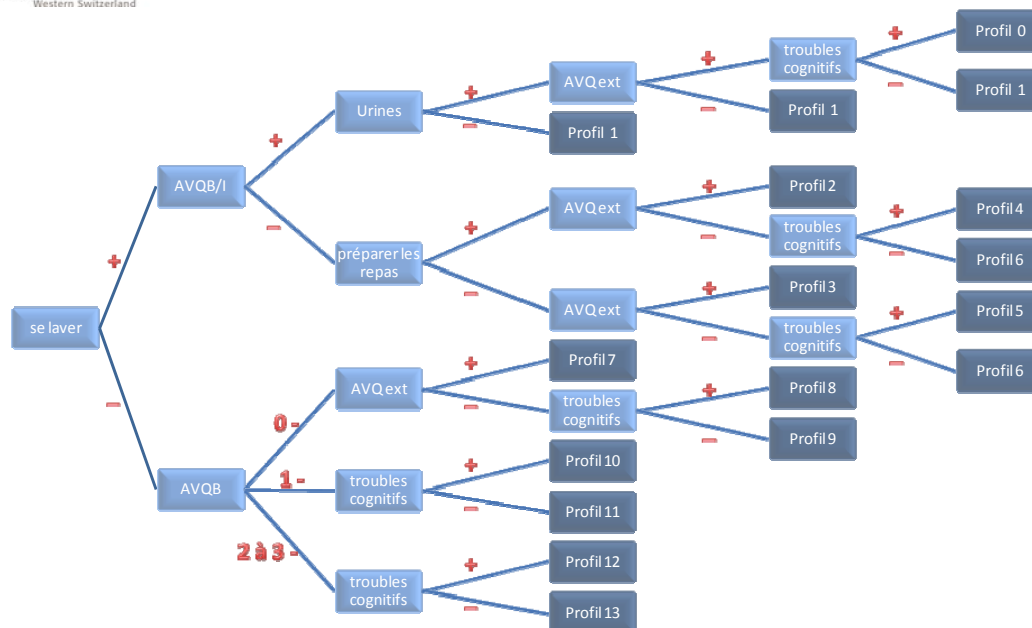 Western Switzerland
se laver
+
−
AVQB/I
+
−
Urines
+
−
AVQ ext
+
−
troubles
cognitifs
+
−
Profil 0
Profil 1
Profil 1
Profil 1
préparer les
repas
+
−
AVQ ext
+
−
Profil 2
troubles
cognitifs
+
−
Profil 4
Profil 6
AVQ ext
+
−
Profil 3
troubles
cognitifs
+
−
Profil 5
Profil 6
AVQB
0-
1-
2 à 3-
AVQ ext
+
−
Profil 7
troubles
cognitifs
+
−
Profil 8
Profil 9
troubles
cognitifs
+
−
Profil 10
Profil 11
troubles
cognitifs
+
−
Profil 12
Profil 13